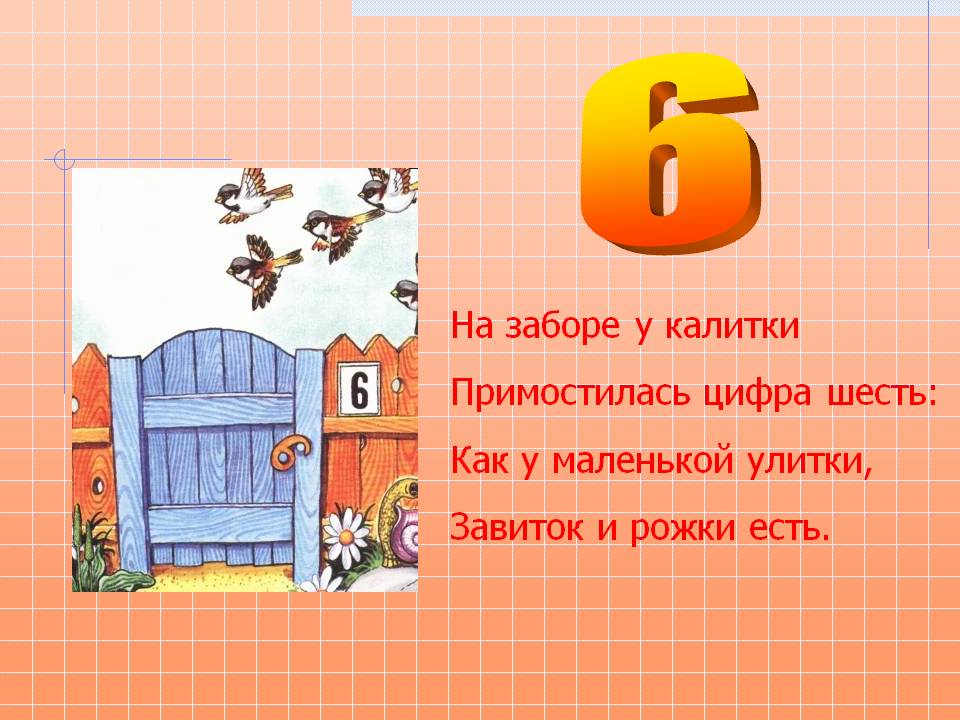 6
6
На заборе у калитки
Примостилась цифра шесть:
Как у маленькой улитки,
Завиток и рожки есть.